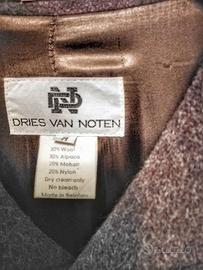 DRIES VAN NOTEN
M
30% Wool
30% Alpaca
20% Mohair
20% Nylon
Dry clean only
No bleach
Made in Belgium